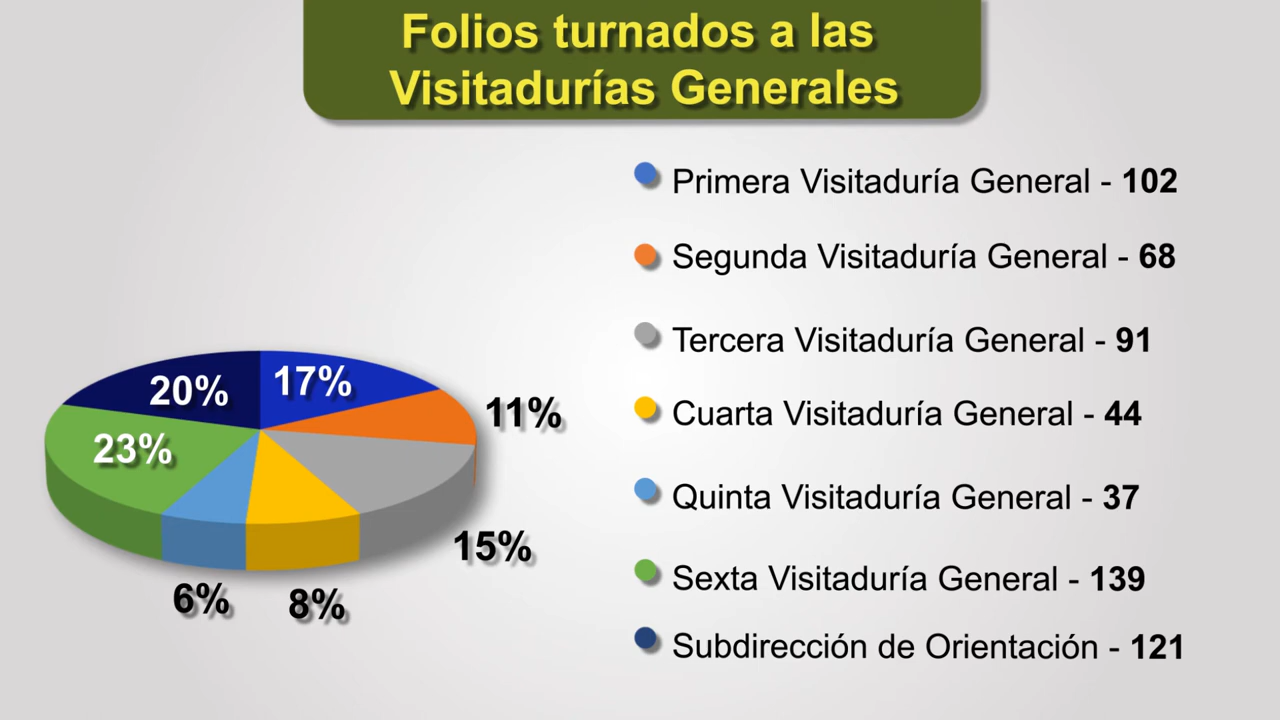 Folios turnados a las
Visitadurías Generales
Primera Visitaduría General - 102
Segunda Visitaduría General - 68
Tercera Visitaduría General - 91
Cuarta Visitaduría General - 44
Quinta Visitaduría General - 37
Sexta Visitaduría General - 139
Subdirección de Orientación - 121
20%
17%
11%
23%
15%
6%
8%